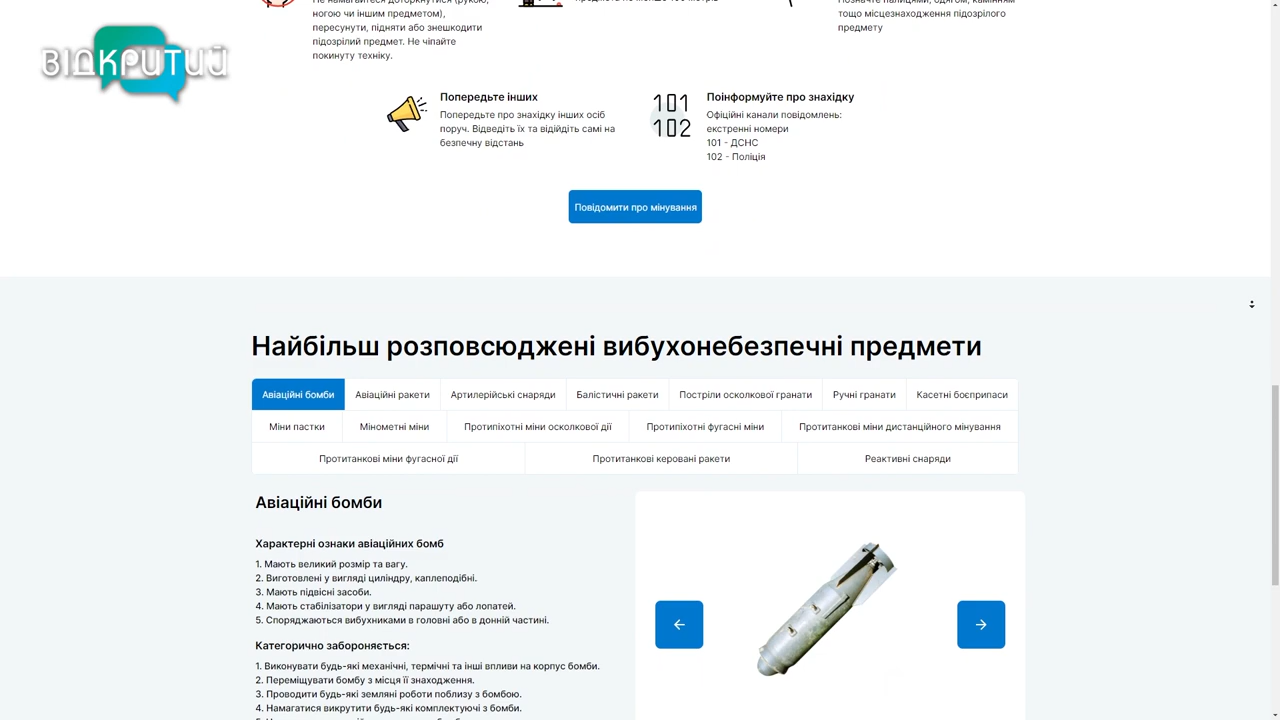 Не намагайтеся доторкнутися (рукою,
ногою чи іншим предметом),
пересунути, підняти або знешкодити
підозрілий предмет. Не чіпайте
покинуту техніку.
Позначте палицями, одягом, камінням
тощо місцезнаходження підозрілого
предмету
ВІДКРИТИЙ
Попередьте інших
Попередьте про знахідку інших осіб
поруч. Відведіть їх та відійдіть самі на
безпечну відстань
101
102
Поінформуйте про знахідку
Офіційні канали повідомлень:
екстренні номери
101 - ДСНС
102 - Поліція
Повідомити про мінування
Найбільш розповсюджені вибухонебезпечні предмети
Авіаційні бомби
Авіаційні ракети
Артилерійські снаряди
Балістичні ракети
Постріли осколкової гранати
Ручні гранати
Касетні боєприпаси
Міни пастки
Мінометні міни
Протипіхотні міни осколкової дії
Протипіхотні фугасні міни
Протитанкові міни дистанційного мінування
Протитанкові міни фугасної дії
Протитанкові керовані ракети
Реактивні снаряди
Авіаційні бомби
Характерні ознаки авіаційних бомб
1. Мають великий розмір та вагу.
2. Виготовлені у вигляді циліндру, каплеподібні.
3. Мають підвісні засоби.
4. Мають стабілізатори у вигляді парашуту або лопатей.
5. Споряджаються вибухниками в головні або в донній частині.
Категорично забороняється:
1. Виконувати будь-які механічні, термічні та інші впливи на корпус бомби.
2. Переміщувати бомбу з місця її знаходження.
3. Проводити будь-які земляні роботи поблизу з бомбою.
4. Намагатися викрутити будь-які комплектуючі з бомби.